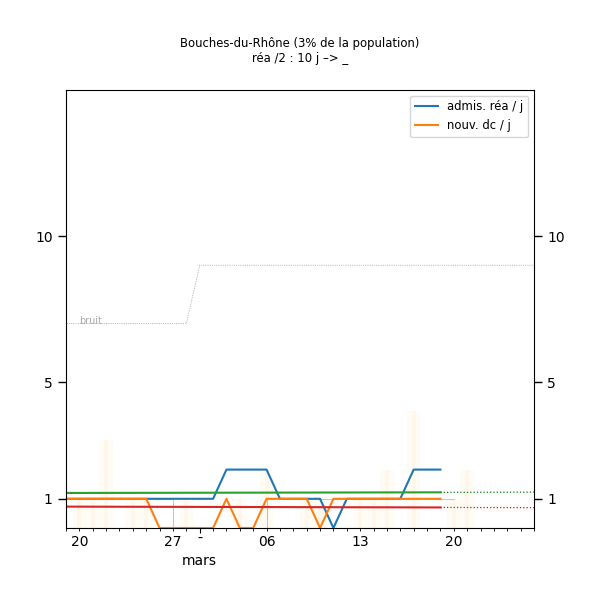 Bouches-du-Rhône (3% de la population)
réa /2 : 10 j –> _
admis. réa / j
nouv. dc / j
10 10
bruit
5 5
1 1
20 27 - 06 13 20
mars